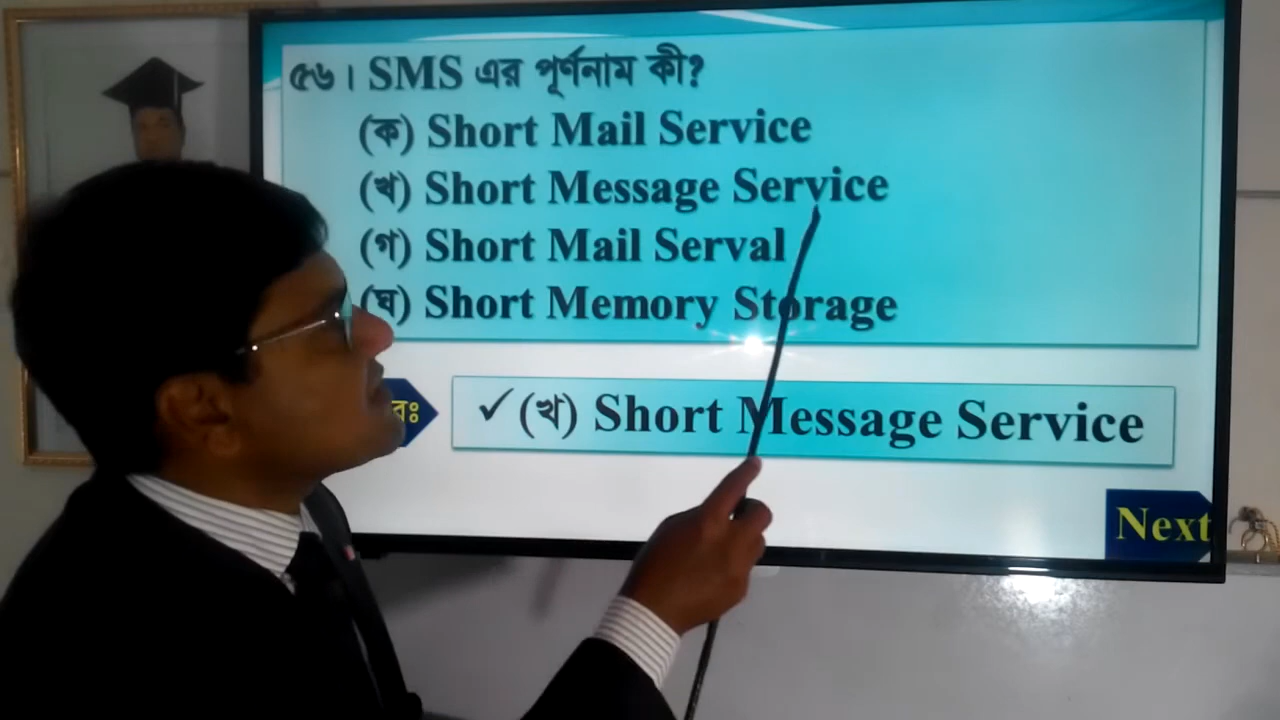 ৫৬। SMS এর পূর্ণনাম কী?
(ক) Short Mail Service
(খ) Short Message Service
(গ) Short Mail Serval
(ঘ) Short Memory Storage
✓ (খ) Short Message Service
Next